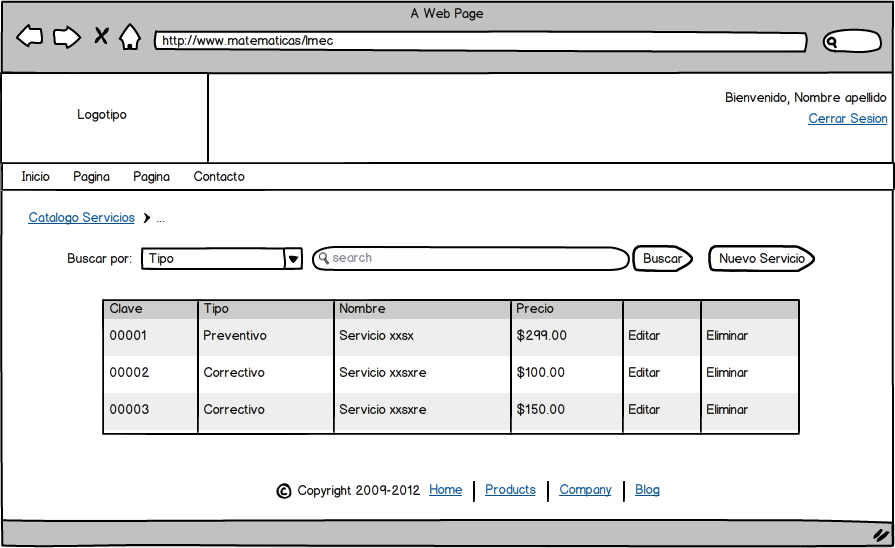 A Web Page
http://www.matematicas/lmec
Logotipo
Bienvenido, Nombre apellido
Cerrar Sesion
Inicio Pagina Pagina Contacto
Catalogo Servicios > ...
Buscar por: Tipo search Buscar Nuevo Servicio
Clave Tipo Nombre Precio
00001 Preventivo Servicio xxsx $299.00 Editar Eliminar
00002 Correctivo Servicio xxsxre $100.00 Editar Eliminar
00003 Correctivo Servicio xxsxre $150.00 Editar Eliminar
© Copyright 2009-2012 Home | Products | Company | Blog